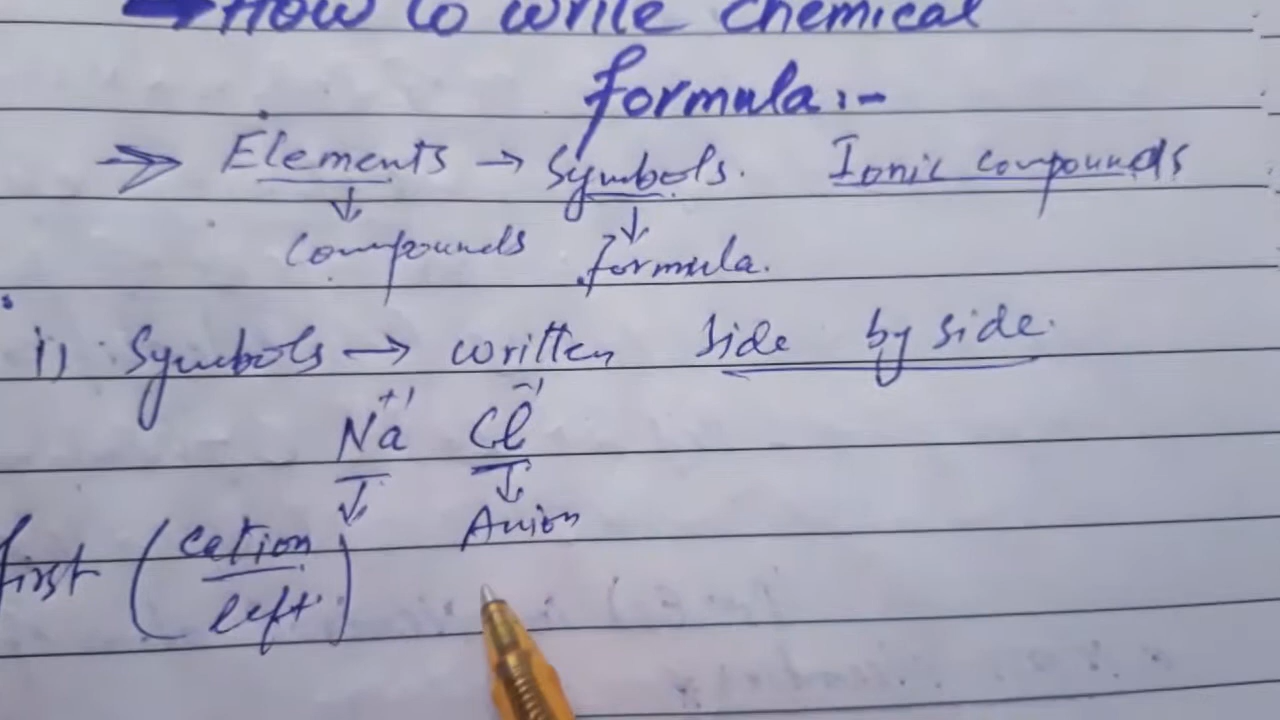 How to write chemical
formula:-
Elements → Symbols. Ionic compounds
↓ ↓
Compounds formula.
i) Symbols → written side by side.
Na⁺¹ Cl⁻¹
↓ ↓
first (cation Anion
left)